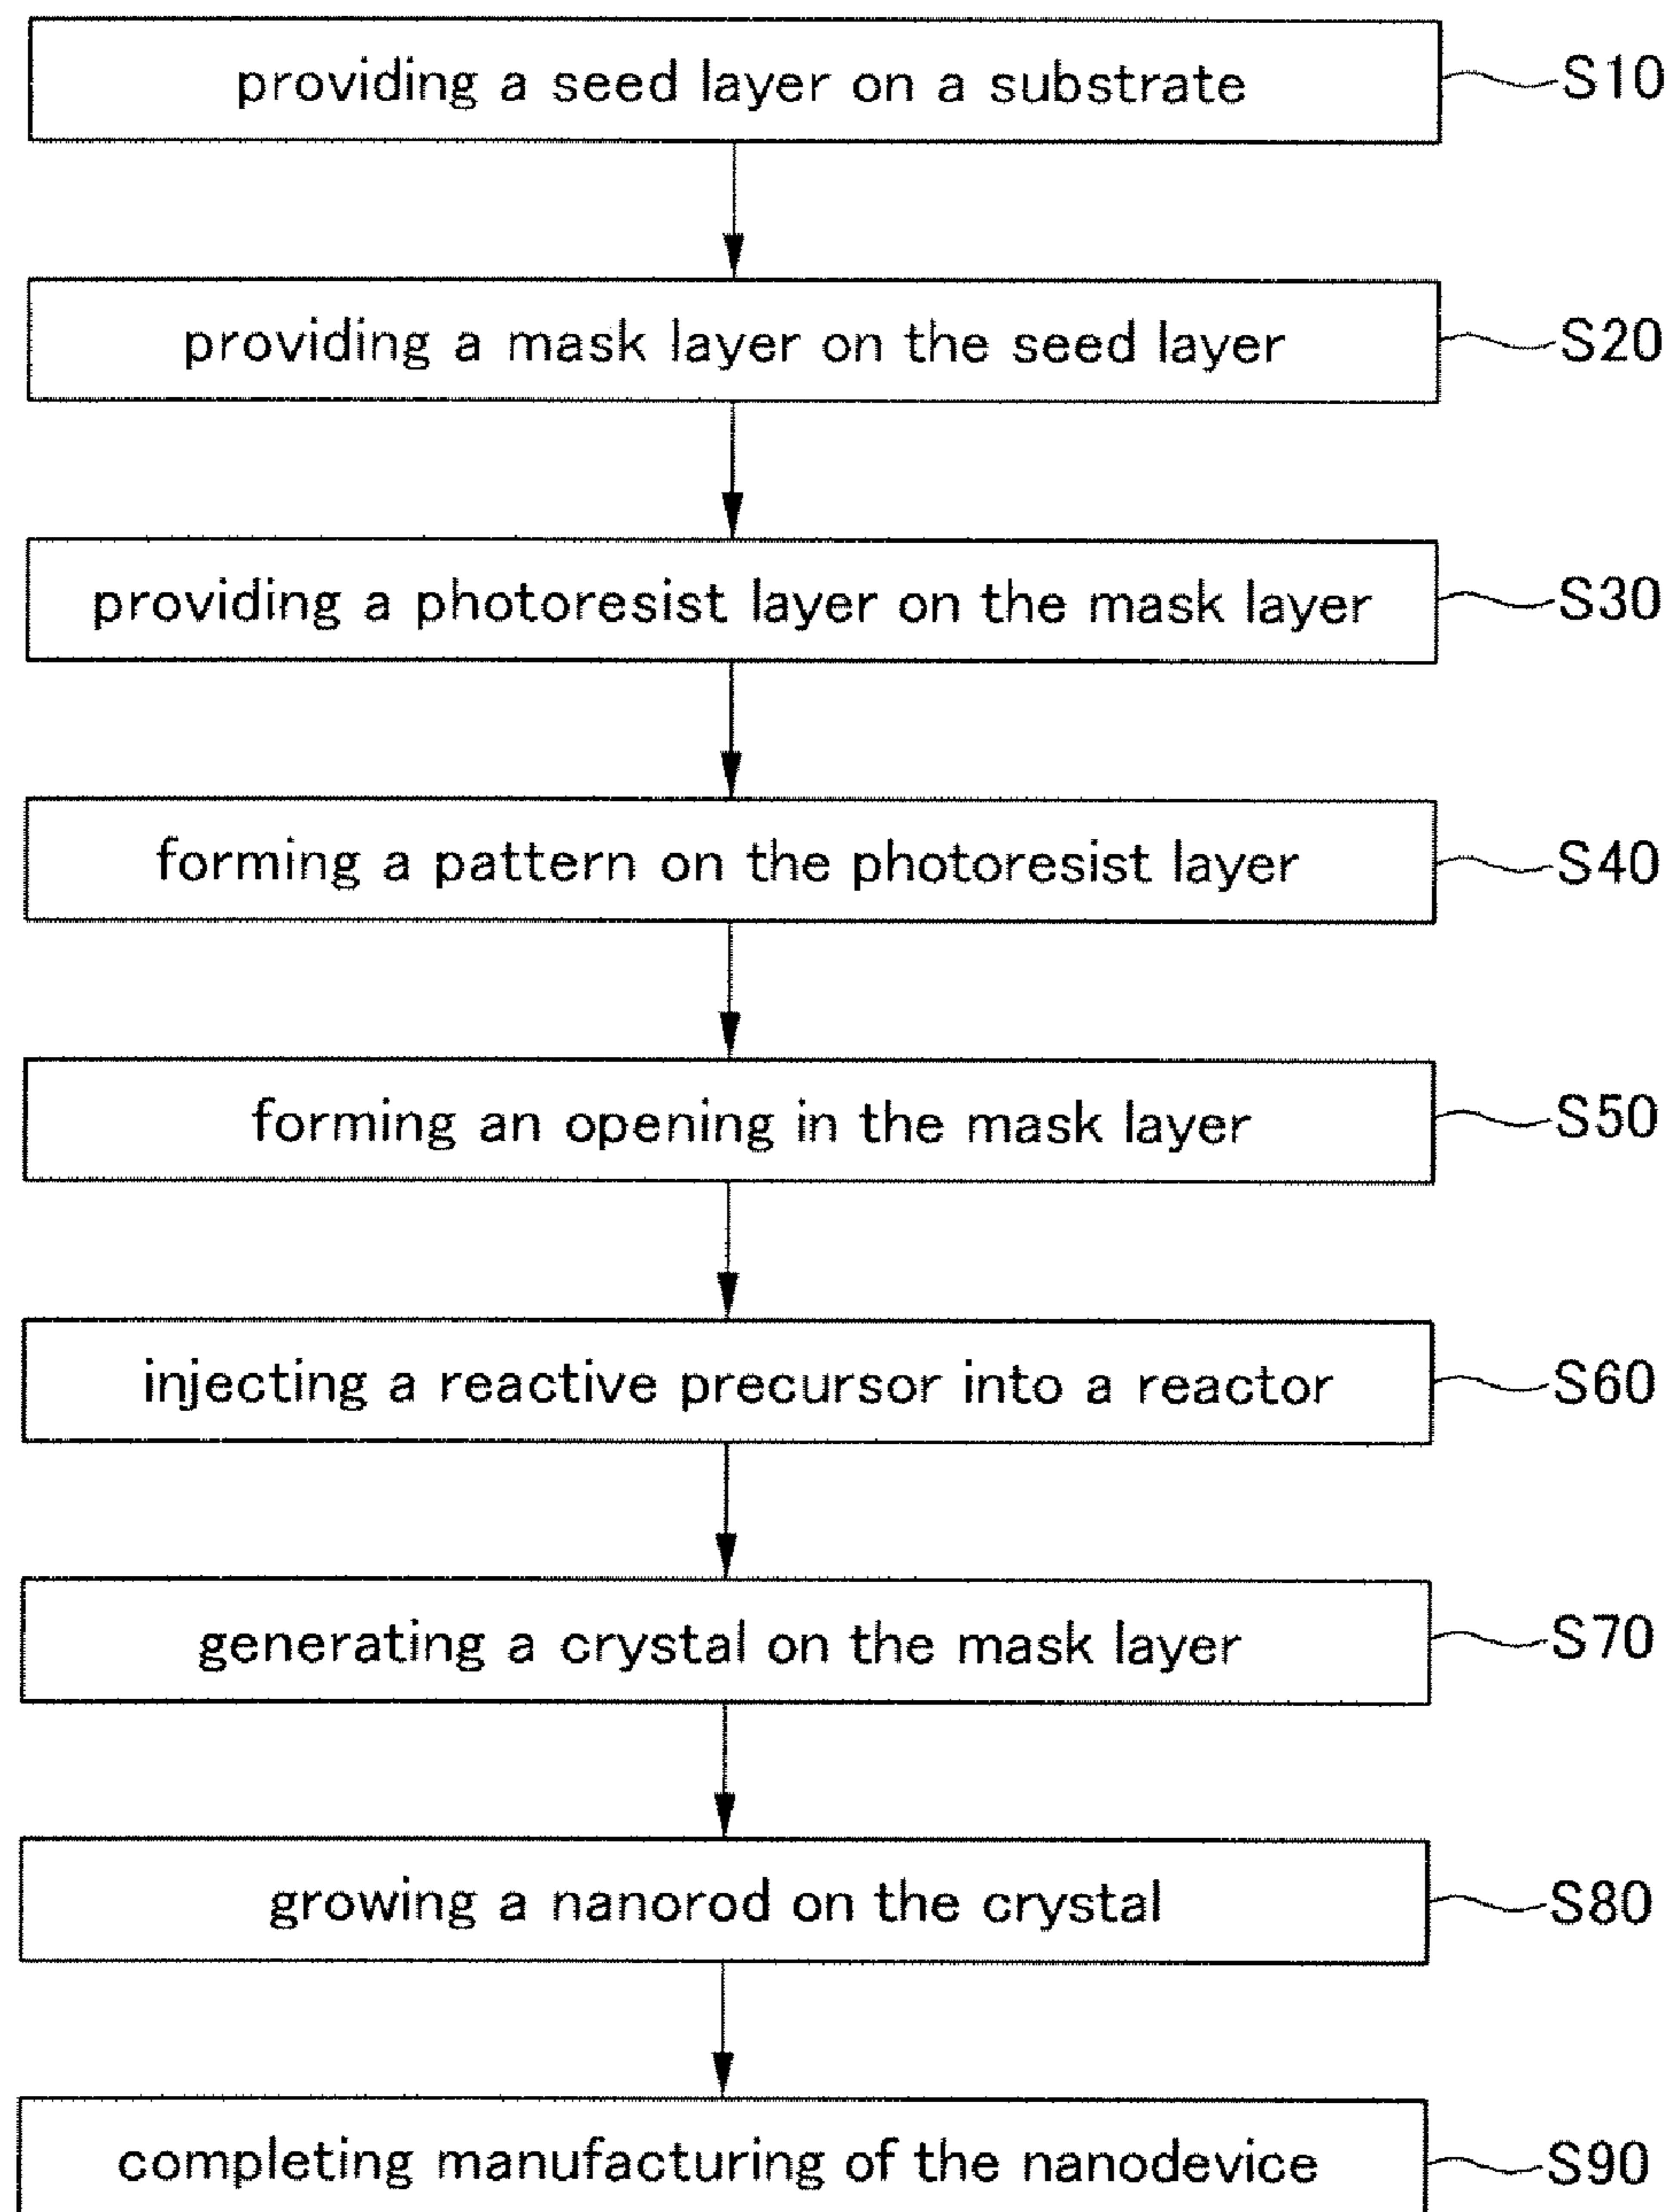 providing a seed layer on a substrate S10
providing a mask layer on the seed layer S20
providing a photoresist layer on the mask layer S30
forming a pattern on the photoresist layer S40
forming an opening in the mask layer S50
injecting a reactive precursor into a reactor S60
generating a crystal on the mask layer S70
growing a nanorod on the crystal S80
completing manufacturing of the nanodevice S90